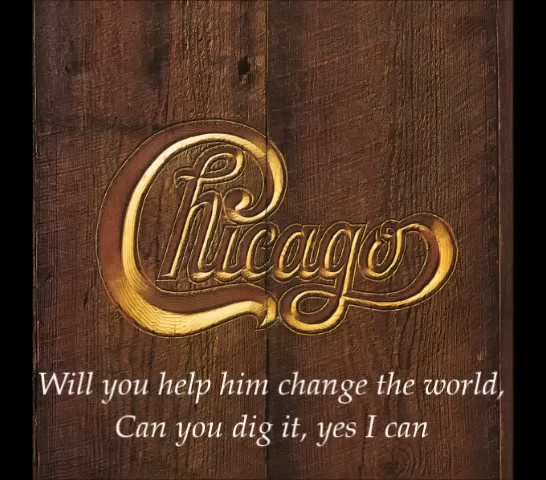 Chicago
Will you help him change the world,
Can you dig it, yes I can